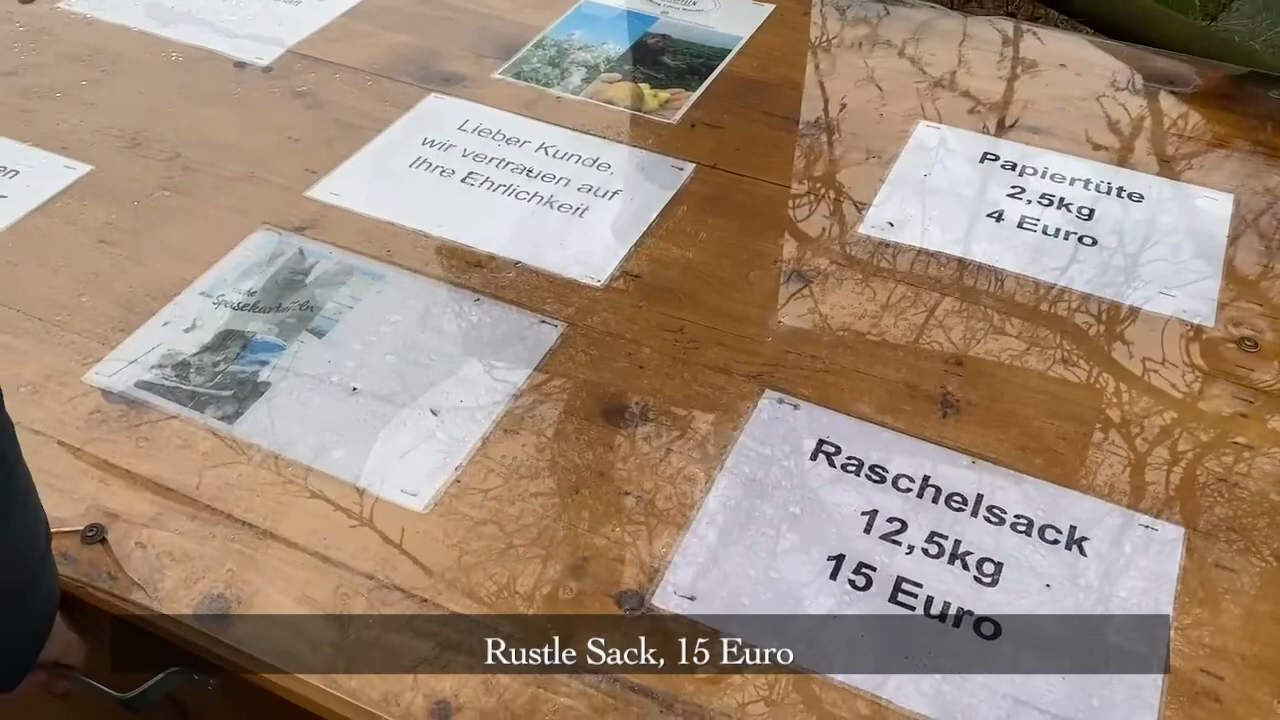 Lieber Kunde,
wir vertrauen auf
Ihre Ehrlichkeit
Papiertüte
2,5kg
4 Euro
Speisekartoffeln
Raschelsack
12,5kg
15 Euro
Rustle Sack, 15 Euro